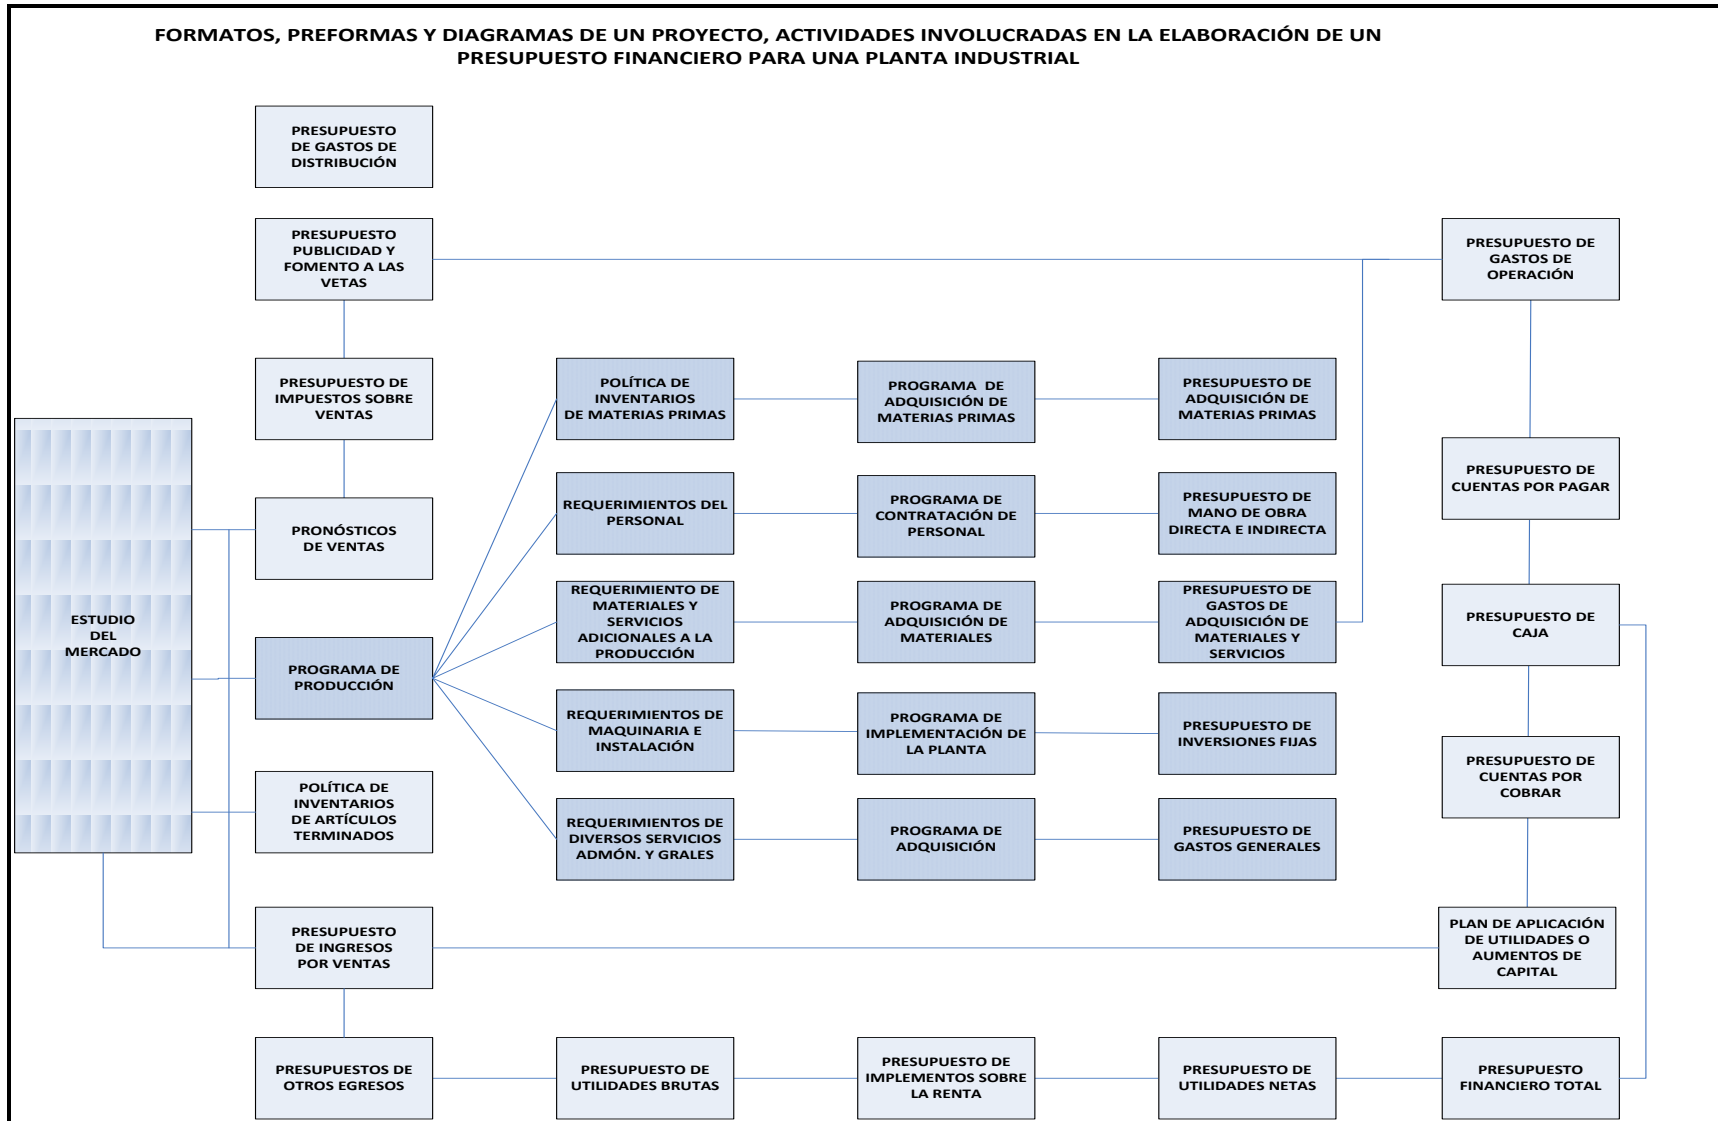 FORMATOS, PREFORMAS Y DIAGRAMAS DE UN PROYECTO, ACTIVIDADES INVOLUCRADAS EN LA ELABORACIÓN DE UN
PRESUPUESTO FINANCIERO PARA UNA PLANTA INDUSTRIAL
PRESUPUESTO
DE GASTOS DE
DISTRIBUCIÓN
PRESUPUESTO
PUBLICIDAD Y
FOMENTO A LAS
VETAS
PRESUPUESTO DE
GASTOS DE
OPERACIÓN
PRESUPUESTO DE
IMPUESTOS SOBRE
VENTAS
POLÍTICA DE
INVENTARIOS
DE MATERIAS PRIMAS
PROGRAMA DE
ADQUISICIÓN DE
MATERIAS PRIMAS
PRESUPUESTO DE
ADQUISICIÓN DE
MATERIAS PRIMAS
PRESUPUESTO DE
CUENTAS POR PAGAR
PRONÓSTICOS
DE VENTAS
REQUERIMIENTOS DEL
PERSONAL
PROGRAMA DE
CONTRATACIÓN DE
PERSONAL
PRESUPUESTO DE
MANO DE OBRA
DIRECTA E INDIRECTA
ESTUDIO
DEL
MERCADO
REQUERIMIENTO DE
MATERIALES Y
SERVICIOS
ADICIONALES A LA
PRODUCCIÓN
PROGRAMA DE
ADQUISICIÓN DE
MATERIALES
PRESUPUESTO DE
GASTOS DE
ADQUISICIÓN DE
MATERIALES Y
SERVICIOS
PRESUPUESTO DE
CAJA
PROGRAMA DE
PRODUCCIÓN
REQUERIMIENTOS DE
MAQUINARIA E
INSTALACIÓN
PROGRAMA DE
IMPLEMENTACIÓN DE
LA PLANTA
PRESUPUESTO DE
INVERSIONES FIJAS
PRESUPUESTO DE
CUENTAS POR
COBRAR
POLÍTICA DE
INVENTARIOS
DE ARTÍCULOS
TERMINADOS
REQUERIMIENTOS DE
DIVERSOS SERVICIOS
ADMÓN. Y GRALES
PROGRAMA DE
ADQUISICIÓN
PRESUPUESTO DE
GASTOS GENERALES
PRESUPUESTO
DE INGRESOS
POR VENTAS
PLAN DE APLICACIÓN
DE UTILIDADES O
AUMENTOS DE
CAPITAL
PRESUPUESTOS DE
OTROS EGRESOS
PRESUPUESTO DE
UTILIDADES BRUTAS
PRESUPUESTO DE
IMPLEMENTOS SOBRE
LA RENTA
PRESUPUESTO DE
UTILIDADES NETAS
PRESUPUESTO
FINANCIERO TOTAL